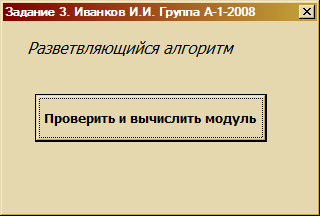 Задание 3. Иванков И.И. Группа А-1-2008
Разветвляющийся алгоритм
Проверить и вычислить модуль